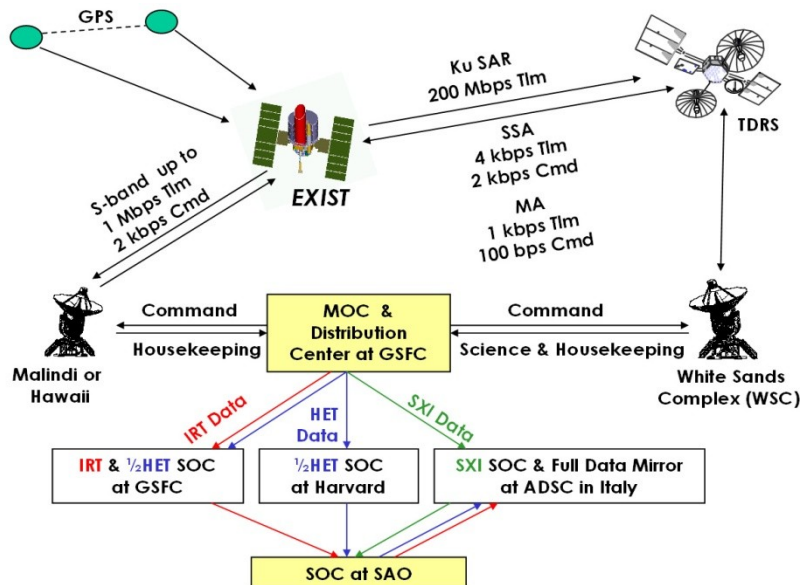 GPS
Ku SAR
200 Mbps Tlm
TDRS
SSA
4 kbps Tlm
2 kbps Cmd
MA
1 kbps Tlm
100 bps Cmd
EXIST
S-band up to
1 Mbps Tlm
2 kbps Cmd
Malindi or
Hawaii
Command
Housekeeping
MOC &
Distribution
Center at GSFC
Command
Science & Housekeeping
White Sands
Complex (WSC)
IRT Data
HET
Data
SXI Data
IRT & ½HET SOC
at GSFC
½HET SOC
at Harvard
SXI SOC & Full Data Mirror
at ADSC in Italy
SOC at SAO